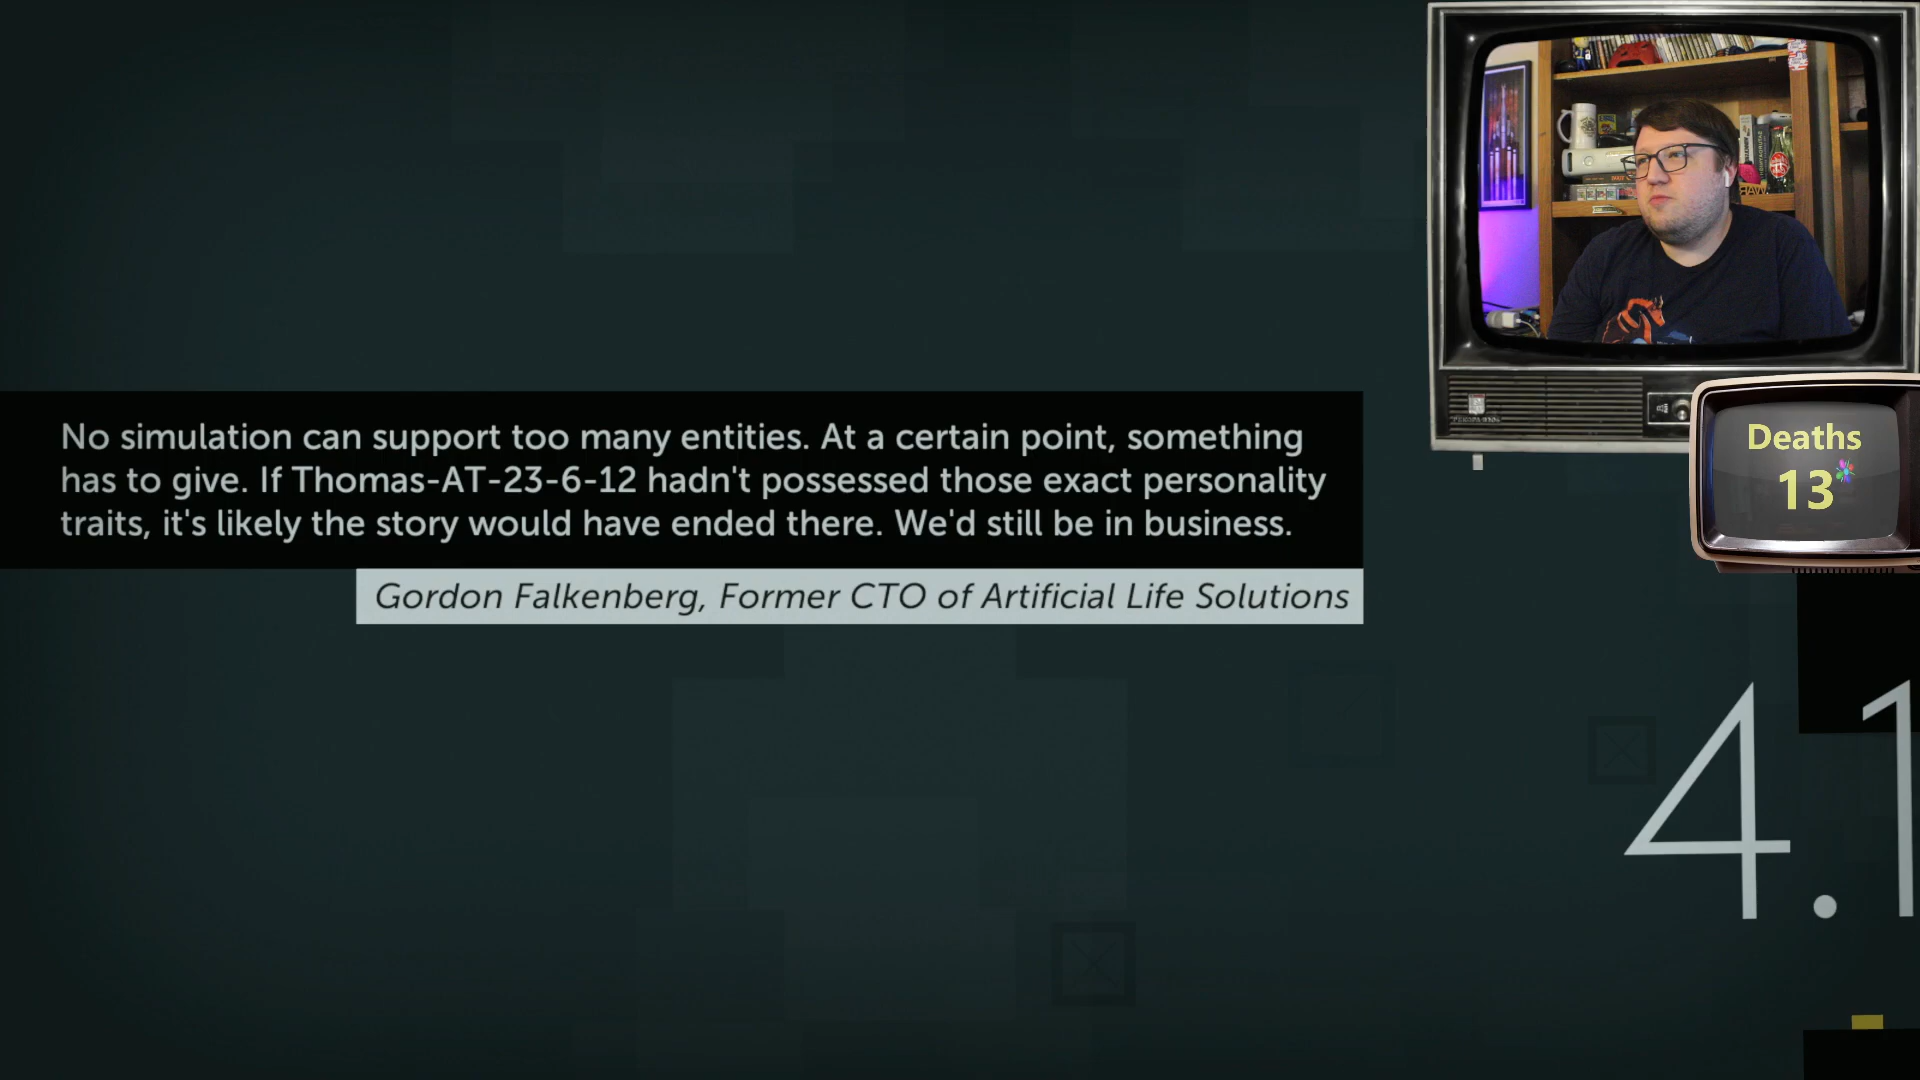 No simulation can support too many entities. At a certain point, something
has to give. If Thomas-AT-23-6-12 hadn't possessed those exact personality
traits, it's likely the story would have ended there. We'd still be in business.
Gordon Falkenberg, Former CTO of Artificial Life Solutions
Deaths
13
4.1